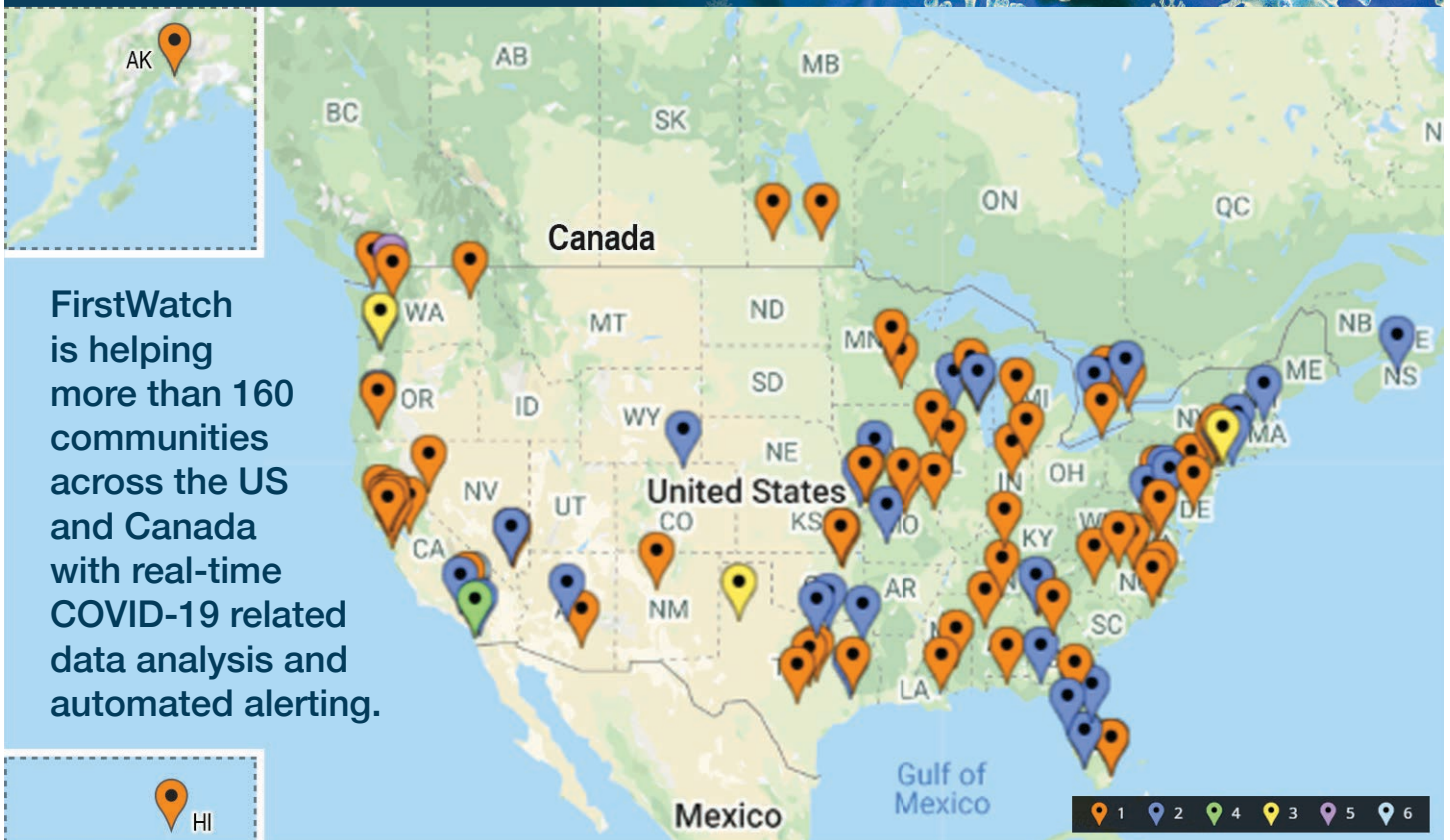 AK
AB
MB
BC
SK
N
ON
QC
Canada
FirstWatch
is helping
more than 160
communities
across the US
and Canada
with real-time
COVID-19 related
data analysis and
automated alerting.
WA
MT
ND
MN
NB
E
ME
NS
OR
ID
SD
MI
WY
NE
MA
NV
UT
United States
IN
OH
CO
KS
MO
DE
CA
KY
NM
AR
SC
LA
Gulf of
Mexico
Mexico
HI
1 2 4 3 5 6